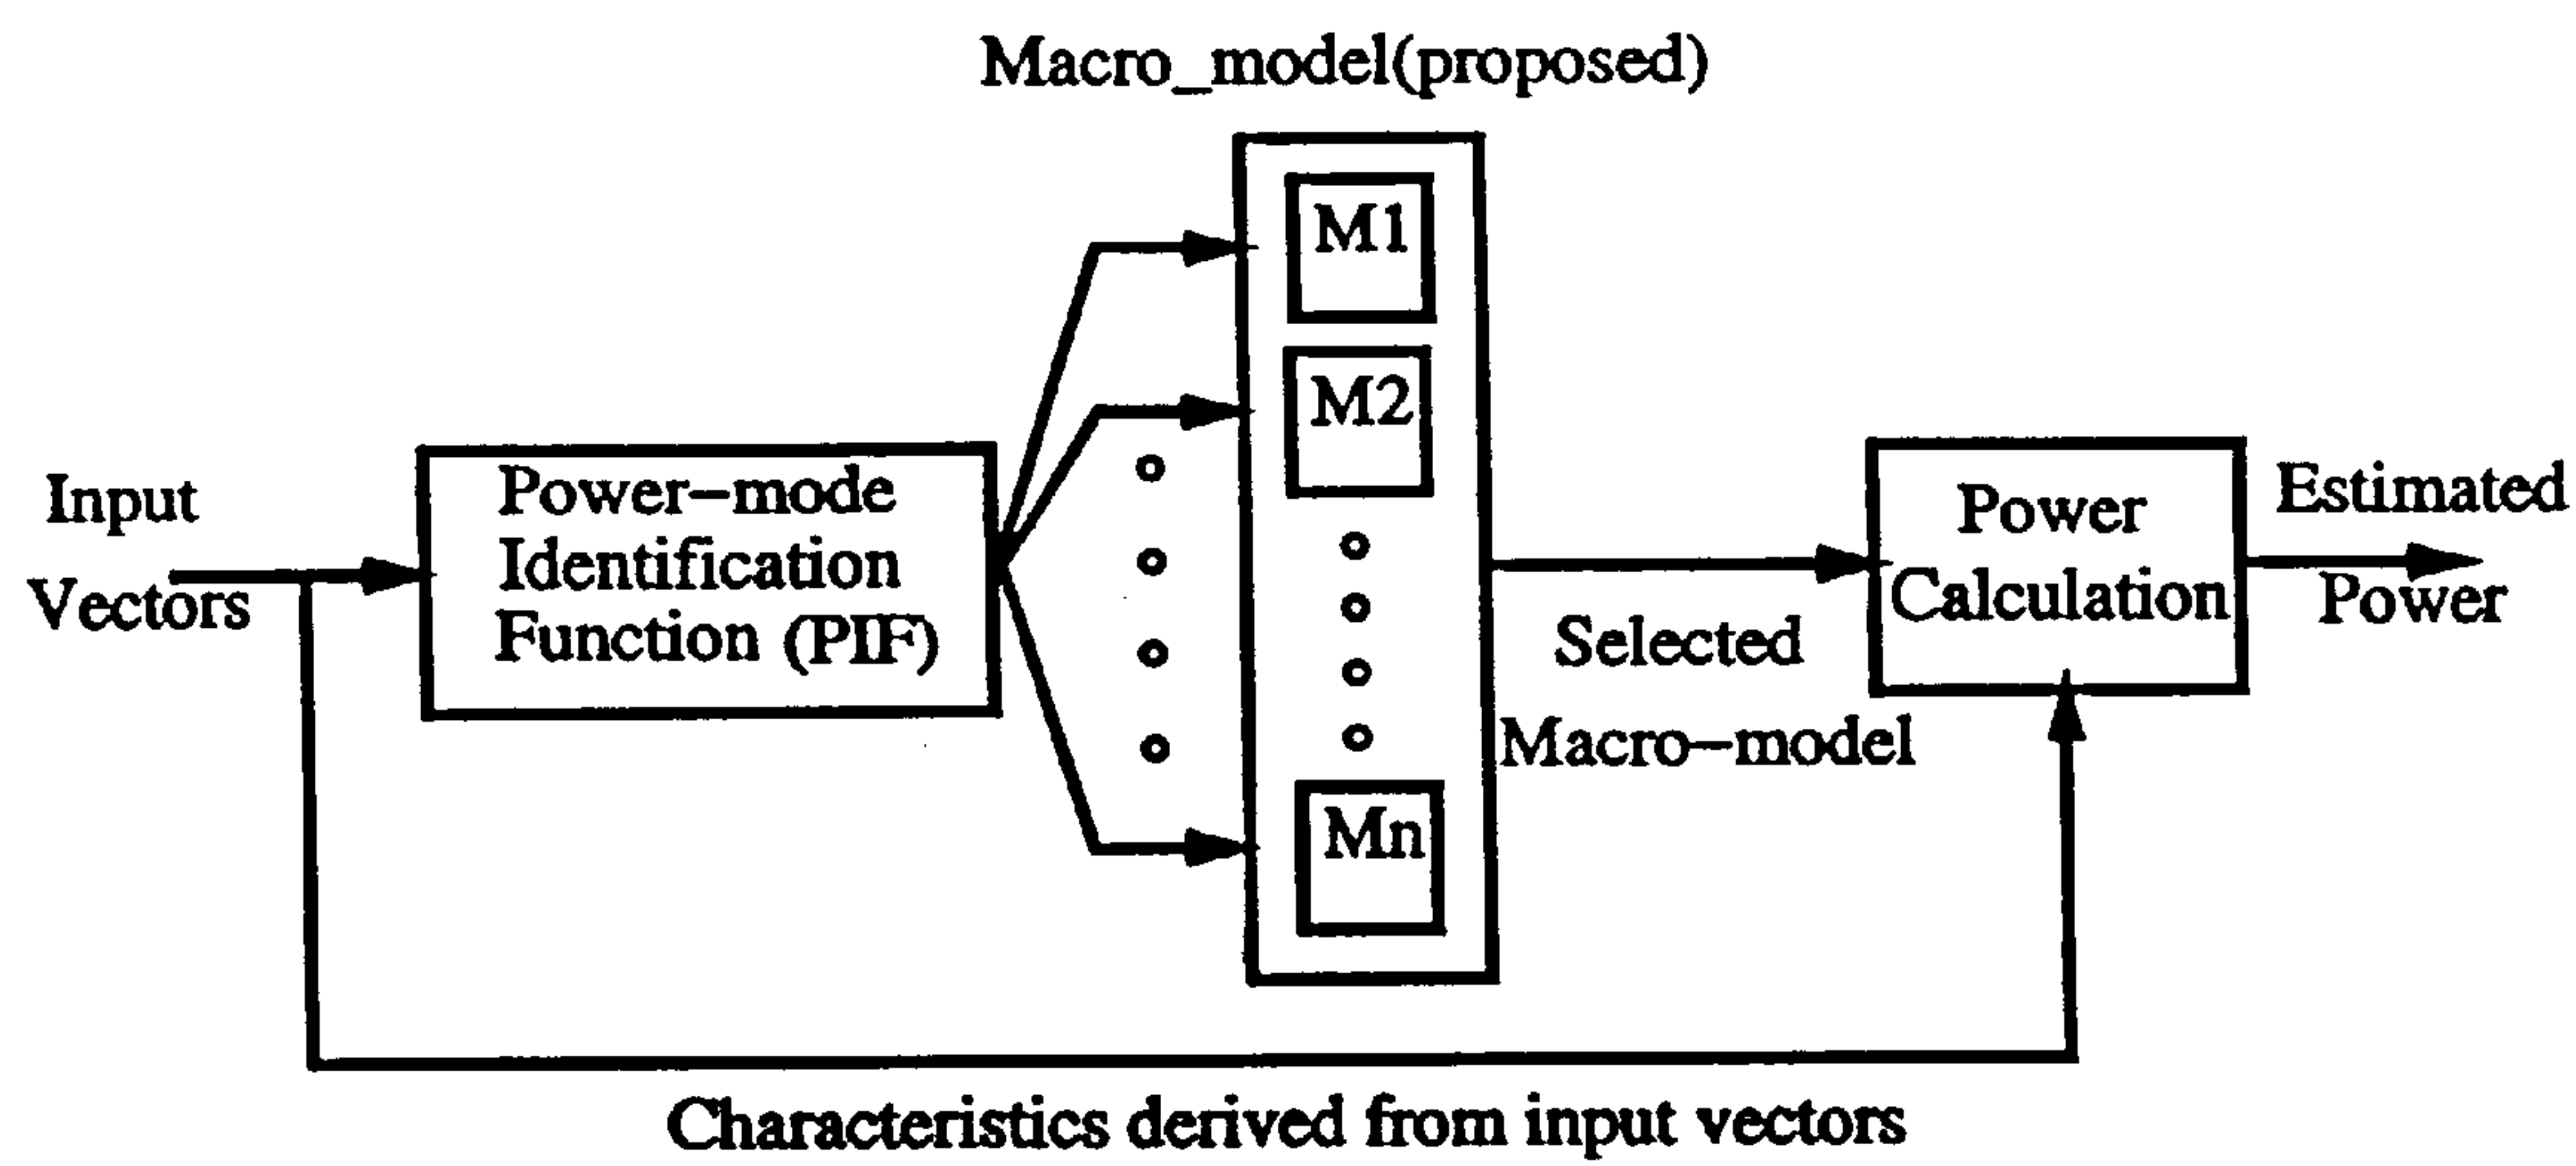 Macro_model(proposed)
M1
M2
Mn
Input
Vectors
Power-mode
Identification
Function (PIF)
Selected
Macro-model
Power
Calculation
Estimated
Power
Characteristics derived from input vectors